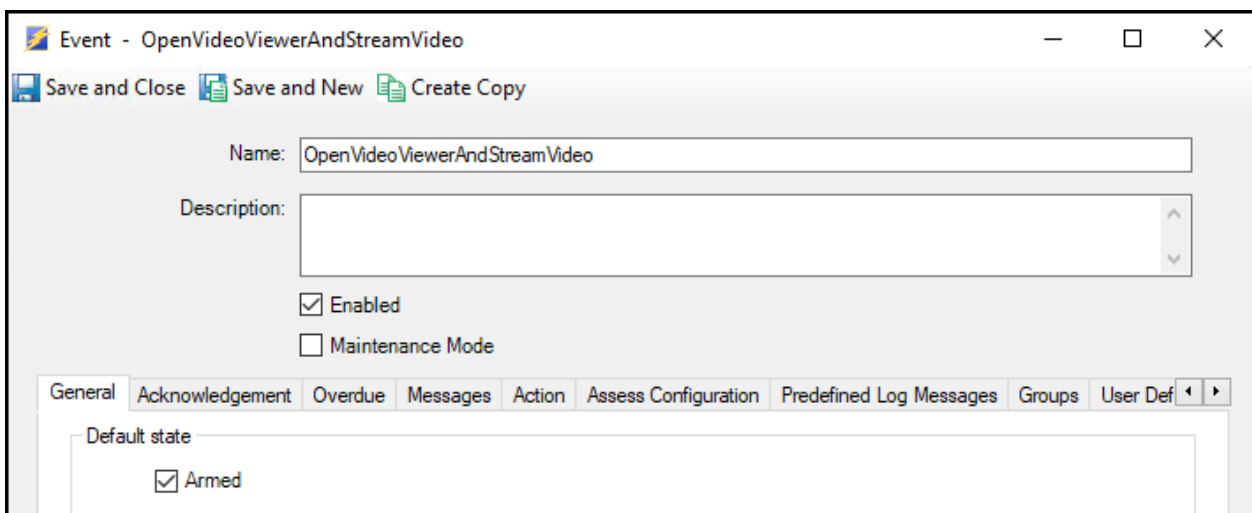 Event - OpenVideoViewerAndStreamVideo
Save and Close Save and New Create Copy
Name: OpenVideoViewerAndStreamVideo
Description:
Enabled
Maintenance Mode
General Acknowledgement Overdue Messages Action Assess Configuration Predefined Log Messages Groups User Def
Default state
Armed